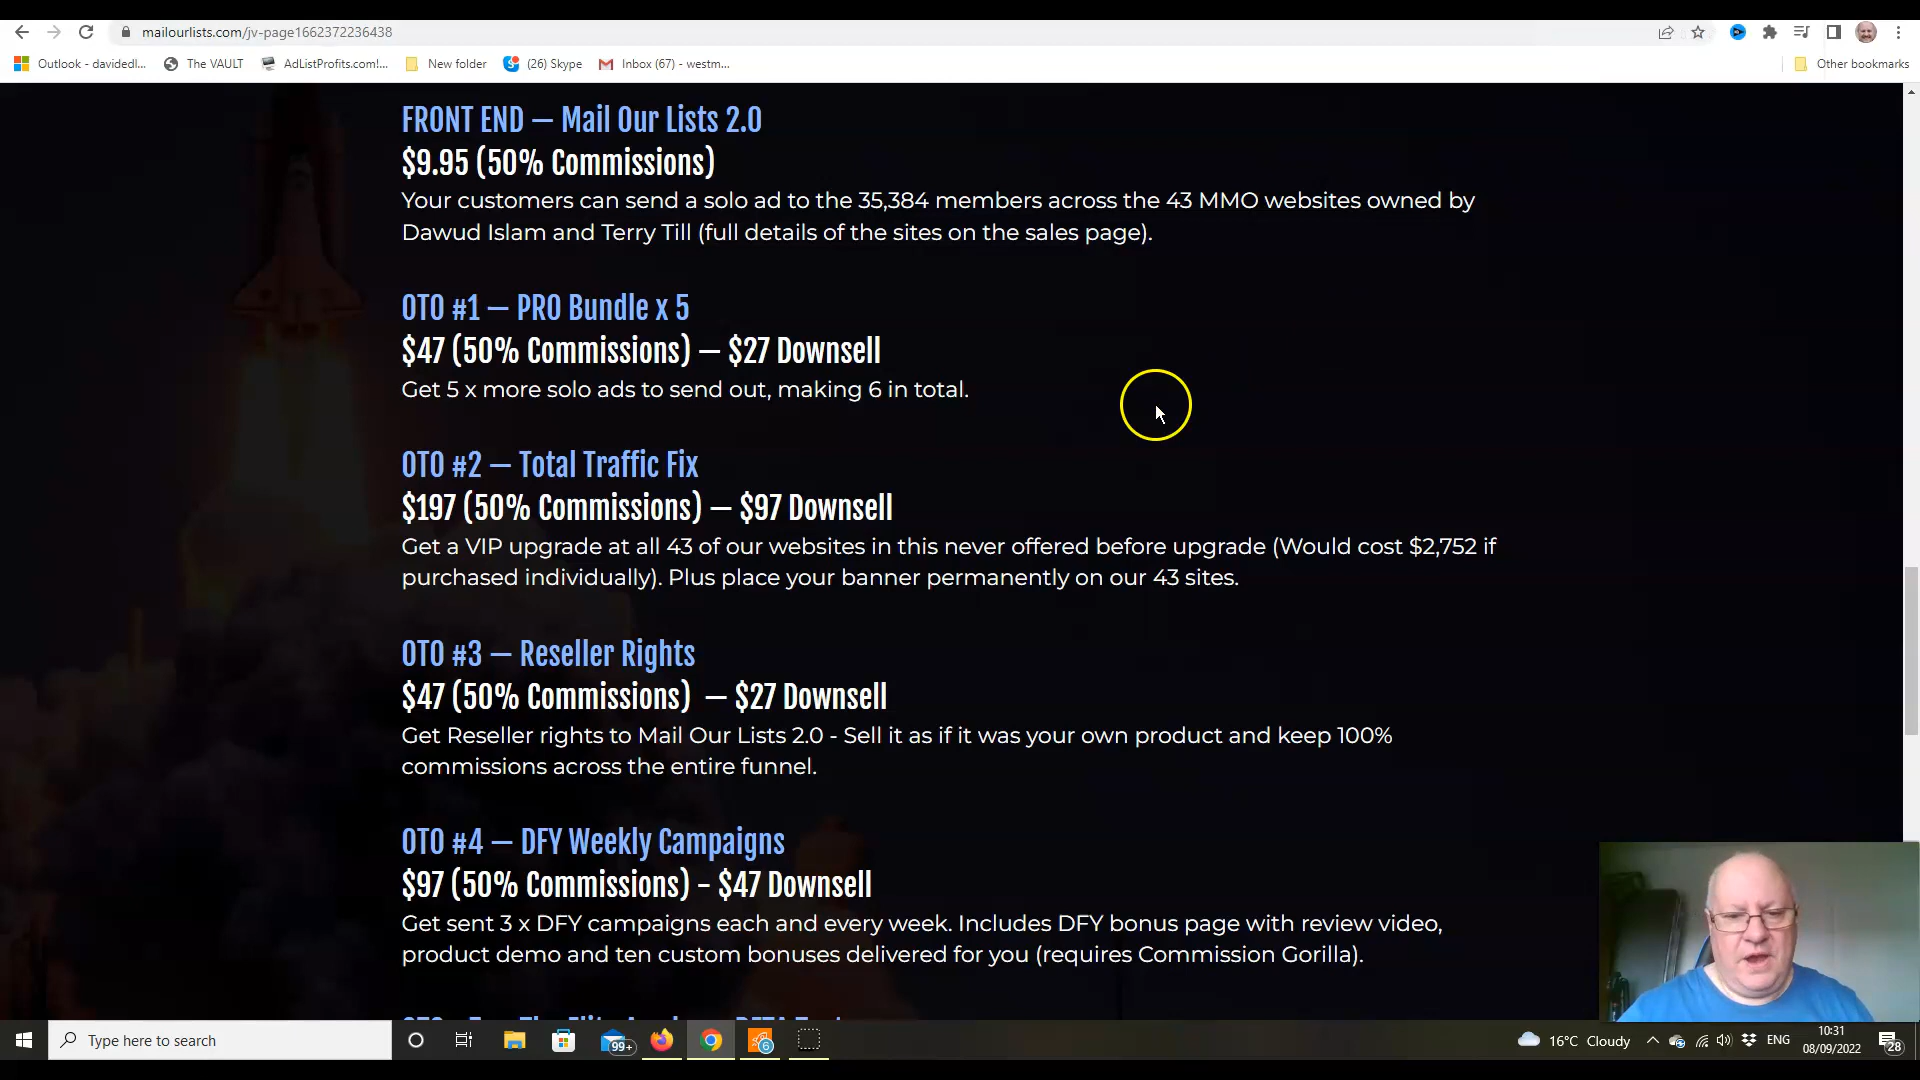 mailourlists.com/jv-page1662372236438
Outlook - davidedl... The VAULT AdListProfits.com!... New folder (26) Skype Inbox (67) - westm... Other bookmarks
FRONT END — Mail Our Lists 2.0
$9.95 (50% Commissions)
Your customers can send a solo ad to the 35,384 members across the 43 MMO websites owned by
Dawud Islam and Terry Till (full details of the sites on the sales page).
OTO #1 — PRO Bundle x 5
$47 (50% Commissions) — $27 Downsell
Get 5 x more solo ads to send out, making 6 in total.
OTO #2 — Total Traffic Fix
$197 (50% Commissions) — $97 Downsell
Get a VIP upgrade at all 43 of our websites in this never offered before upgrade (Would cost $2,752 if
purchased individually). Plus place your banner permanently on our 43 sites.
OTO #3 — Reseller Rights
$47 (50% Commissions) — $27 Downsell
Get Reseller rights to Mail Our Lists 2.0 - Sell it as if it was your own product and keep 100%
commissions across the entire funnel.
OTO #4 — DFY Weekly Campaigns
$97 (50% Commissions) - $47 Downsell
Get sent 3 x DFY campaigns each and every week. Includes DFY bonus page with review video,
product demo and ten custom bonuses delivered for you (requires Commission Gorilla).
Type here to search
99+
6
16°C Cloudy
ENG
10:31
08/09/2022
28